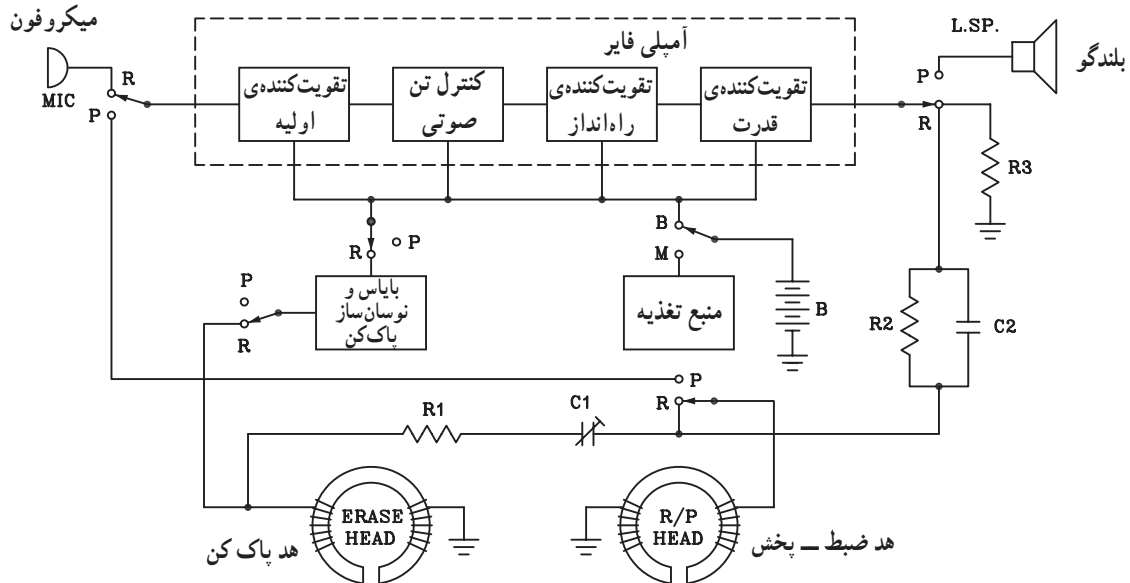 میکروفون
MIC
R
P
آمپلی فایر
تقویت‌کننده‌ی
اولیه
کنترل تن
صوتی
تقویت‌کننده‌ی
راه‌انداز
تقویت‌کننده‌ی
قدرت
L.SP.
بلندگو
P
R
R3
R
P
B
M
بایاس و
نوسان‌ساز
پاک‌کن
P
R
منبع تغذیه
B
R2
C2
P
R
R1
C1
ERASE
HEAD
هد پاک کن
R/P
HEAD
هد ضبط ــ پخش